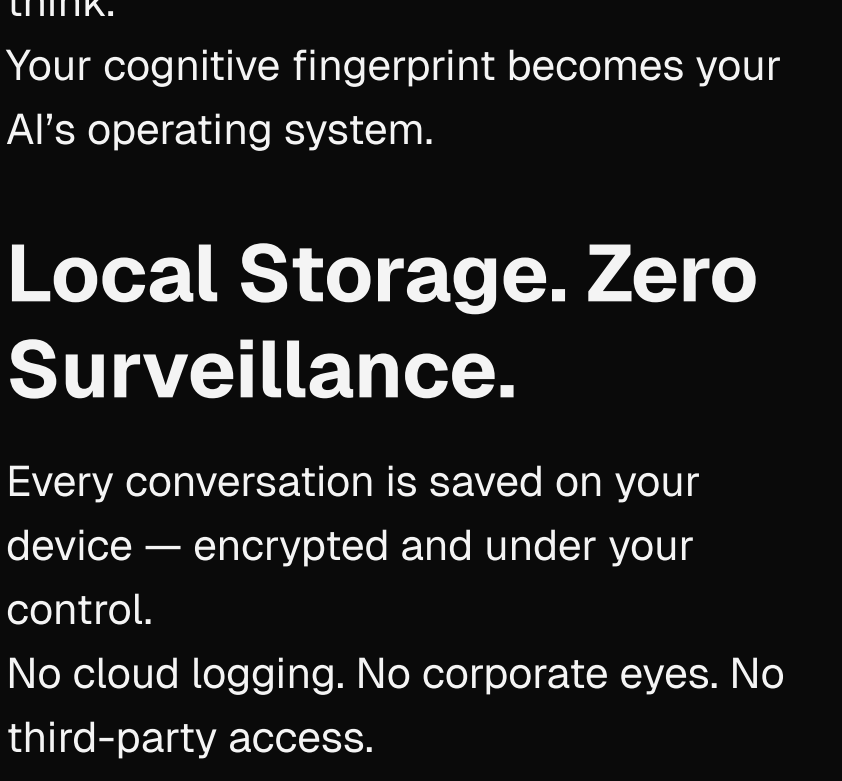 think.
Your cognitive fingerprint becomes your
AI’s operating system.
Local Storage. Zero
Surveillance.
Every conversation is saved on your
device — encrypted and under your
control.
No cloud logging. No corporate eyes. No
third-party access.